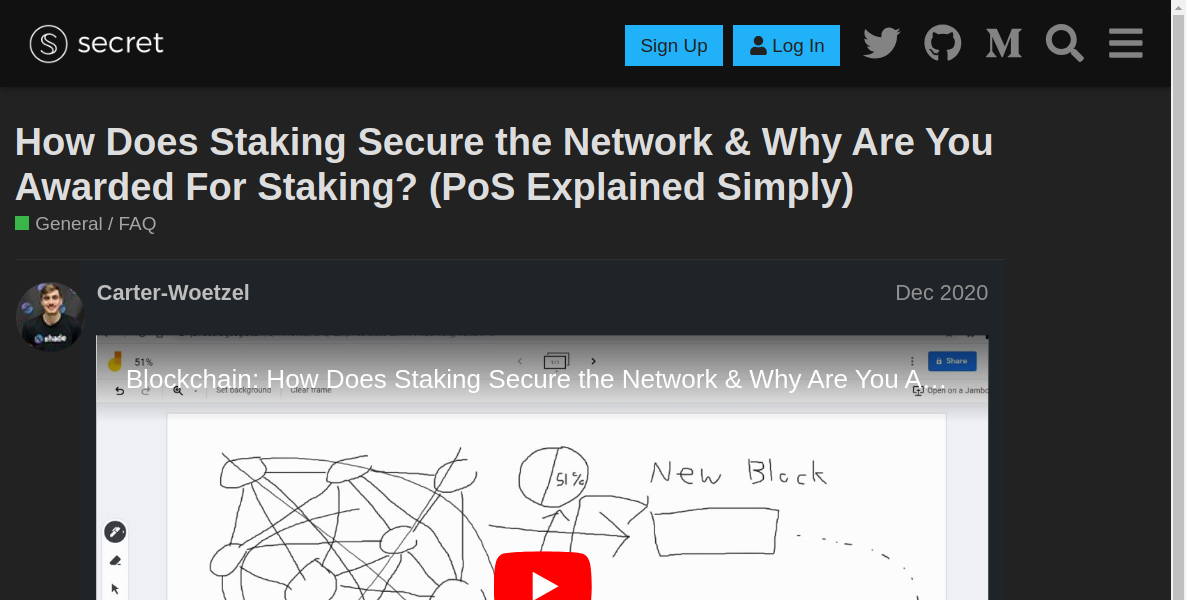 secret
Sign Up
Log In
How Does Staking Secure the Network & Why Are You
Awarded For Staking? (PoS Explained Simply)
General / FAQ
Carter-Woetzel
Dec 2020
shade
51%
Share
Blockchain: How Does Staking Secure the Network & Why Are You A...
Set background
Clear frame
Open on a Jambo
51%
New Block